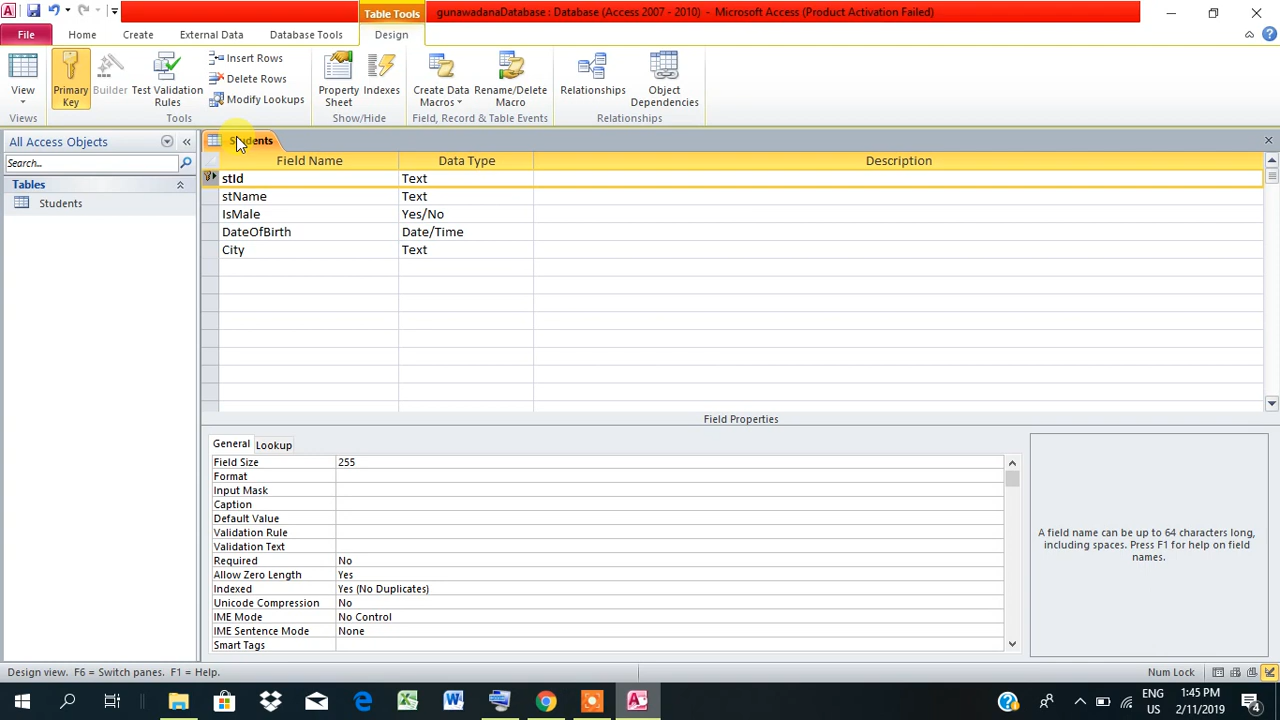 Table Tools
gunawadanaDatabase : Database (Access 2007 - 2010) - Microsoft Access (Product Activation Failed)
File
Home
Create
External Data
Database Tools
Design
View
Primary Key
Builder
Test Validation Rules
Insert Rows
Delete Rows
Modify Lookups
Property Sheet
Indexes
Create Data Macros
Rename/Delete Macro
Relationships
Object Dependencies
Views
Tools
Show/Hide
Field, Record & Table Events
Relationships
All Access Objects
Search...
Tables
Students
Students
Field Name Data Type Description
stId Text
stName Text
IsMale Yes/No
DateOfBirth Date/Time
City Text
Field Properties
General Lookup
Field Size 255
Format
Input Mask
Caption
Default Value
Validation Rule
Validation Text
Required No
Allow Zero Length Yes
Indexed Yes (No Duplicates)
Unicode Compression No
IME Mode No Control
IME Sentence Mode None
Smart Tags
A field name can be up to 64 characters long,
including spaces. Press F1 for help on field
names.
Design view. F6 = Switch panes. F1 = Help.
Num Lock
ENG
US
1:45 PM
2/11/2019
4